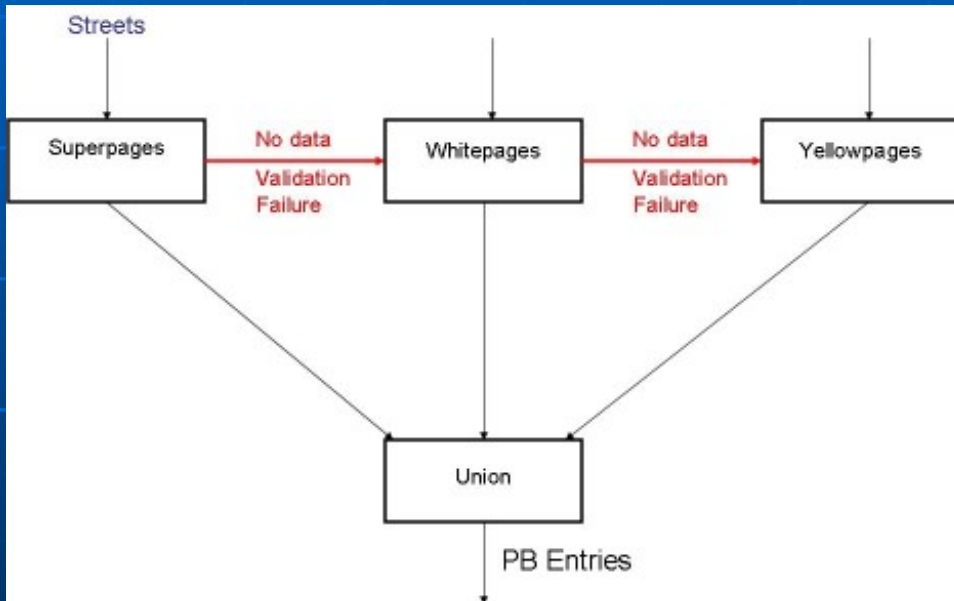 Streets
Superpages
No data
Validation
Failure
Whitepages
No data
Validation
Failure
Yellowpages
Union
PB Entries